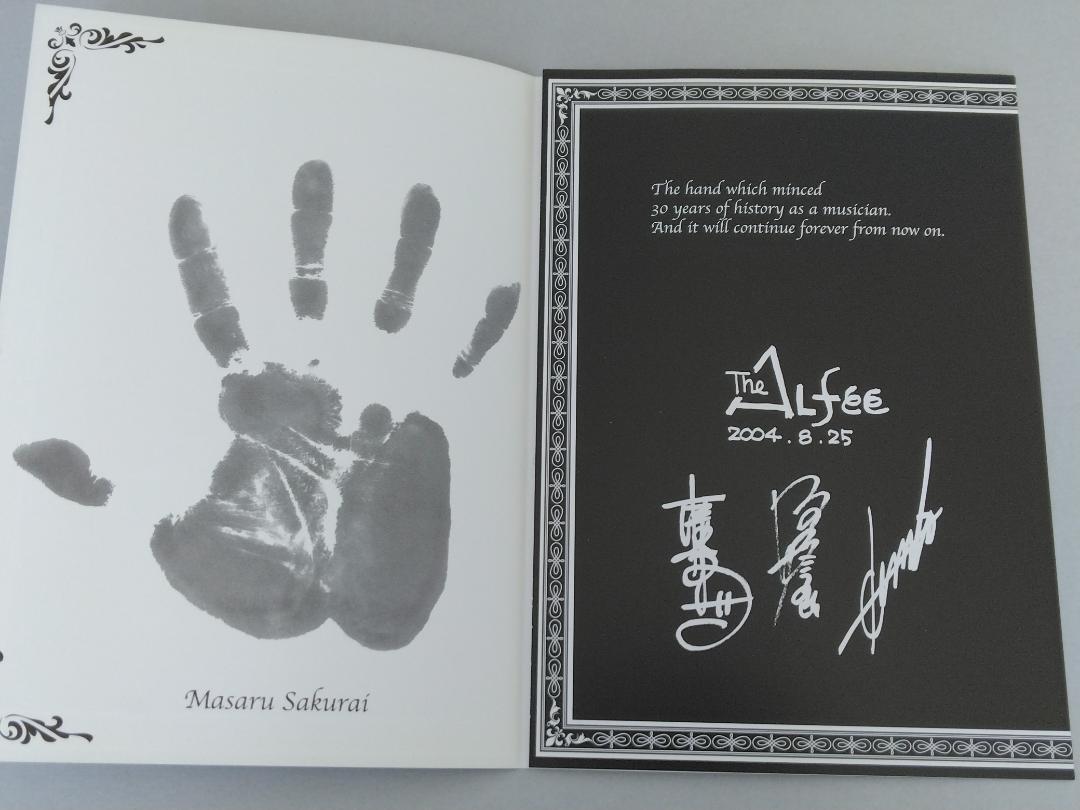 Masaru Sakurai
The hand which minced
30 years of history as a musician.
And it will continue forever from now on.
The ALfee
2004.8.25